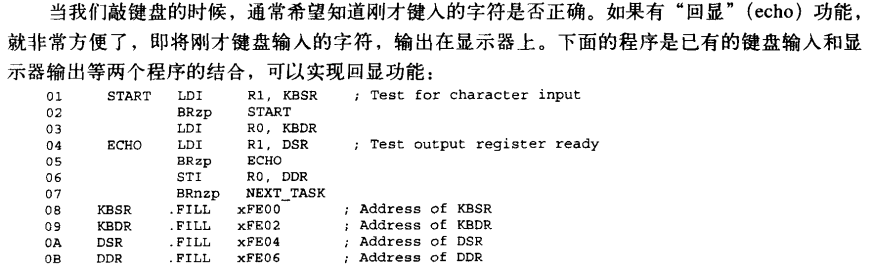 当我们敲键盘的时候，通常希望知道刚才键入的字符是否正确。如果有“回显”（echo）功能，
就非常方便了，即将刚才键盘输入的字符，输出在显示器上。下面的程序是已有的键盘输入和显
示器输出等两个程序的结合，可以实现回显功能：
01 START LDI R1, KBSR ; Test for character input
02 BRzp START
03 LDI R0, KBDR
04 ECHO LDI R1, DSR ; Test output register ready
05 BRzp ECHO
06 STI R0, DDR
07 BRnzp NEXT_TASK
08 KBSR .FILL xFE00 ; Address of KBSR
09 KBDR .FILL xFE02 ; Address of KBDR
0A DSR .FILL xFE04 ; Address of DSR
0B DDR .FILL xFE06 ; Address of DDR